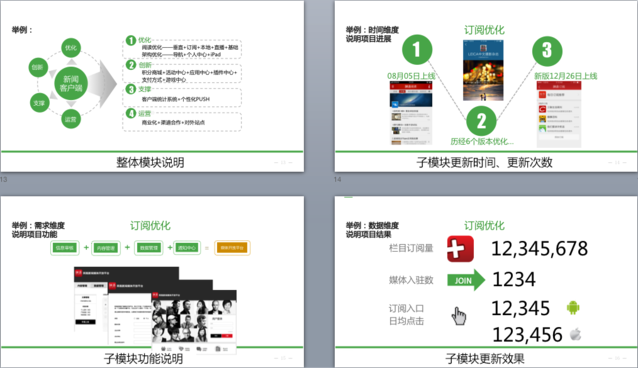 举例：
优化
创新
支撑
运营
新闻
客户端
1 优化
阅读优化——垂直+订阅+本地+直播+基础
架构优化——导航+个人中心+iPad
2 创新
积分商城+活动中心+应用中心+插件中心+
支付方式+游戏中心
3 支撑
客户端统计系统+个性化PUSH
4 运营
商业化+渠道合作+对外站点
整体模块说明
13
举例：时间维度
说明项目进展
订阅优化
1
08月05日上线
2
历经6个版本优化...
3
新版12月26日上线
子模块更新时间、更新次数
14
举例：需求维度
说明项目功能
订阅优化
+
+
+
=
子模块功能说明
举例：数据维度
说明项目结果
订阅优化
栏目订阅量
12,345,678
媒体入驻数
JOIN
1234
订阅入口
日均点击
12,345
123,456
子模块更新效果